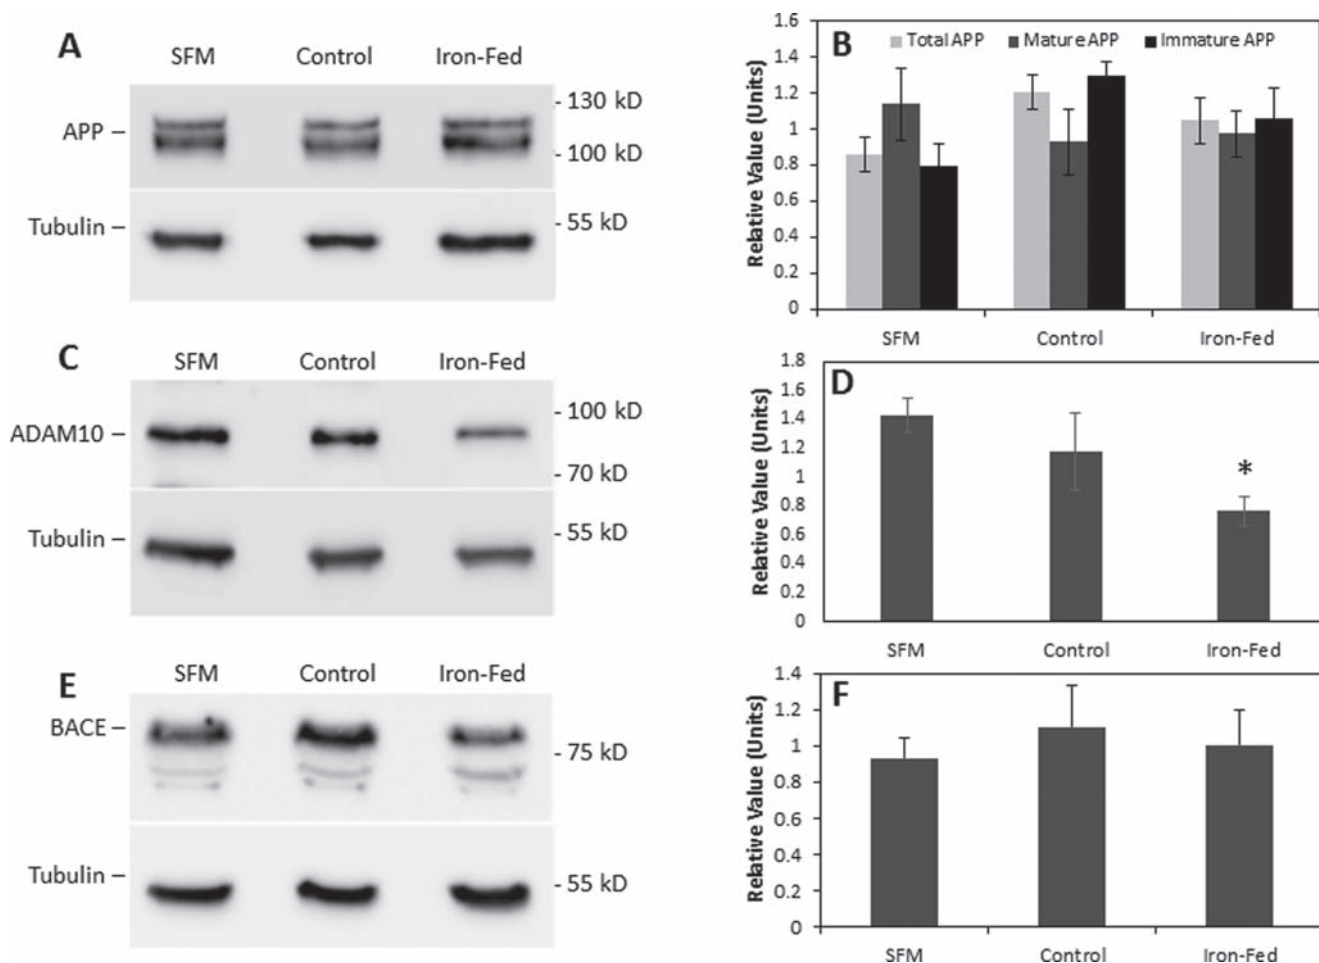 A
SFM Control Iron-Fed
APP –
- 130 kD
- 100 kD
Tubulin –
- 55 kD
B
Total APP Mature APP Immature APP
Relative Value (Units)
1.6
1.4
1.2
1
0.8
0.6
0.4
0.2
0
SFM Control Iron-Fed
C
SFM Control Iron-Fed
ADAM10 –
- 100 kD
- 70 kD
Tubulin –
- 55 kD
D
Relative Value (Units)
1.8
1.6
1.4
1.2
1
0.8
0.6
0.4
0.2
0
*
SFM Control Iron-Fed
E
SFM Control Iron-Fed
BACE –
- 75 kD
Tubulin –
- 55 kD
F
Relative Value (Units)
1.4
1.2
1
0.8
0.6
0.4
0.2
0
SFM Control Iron-Fed